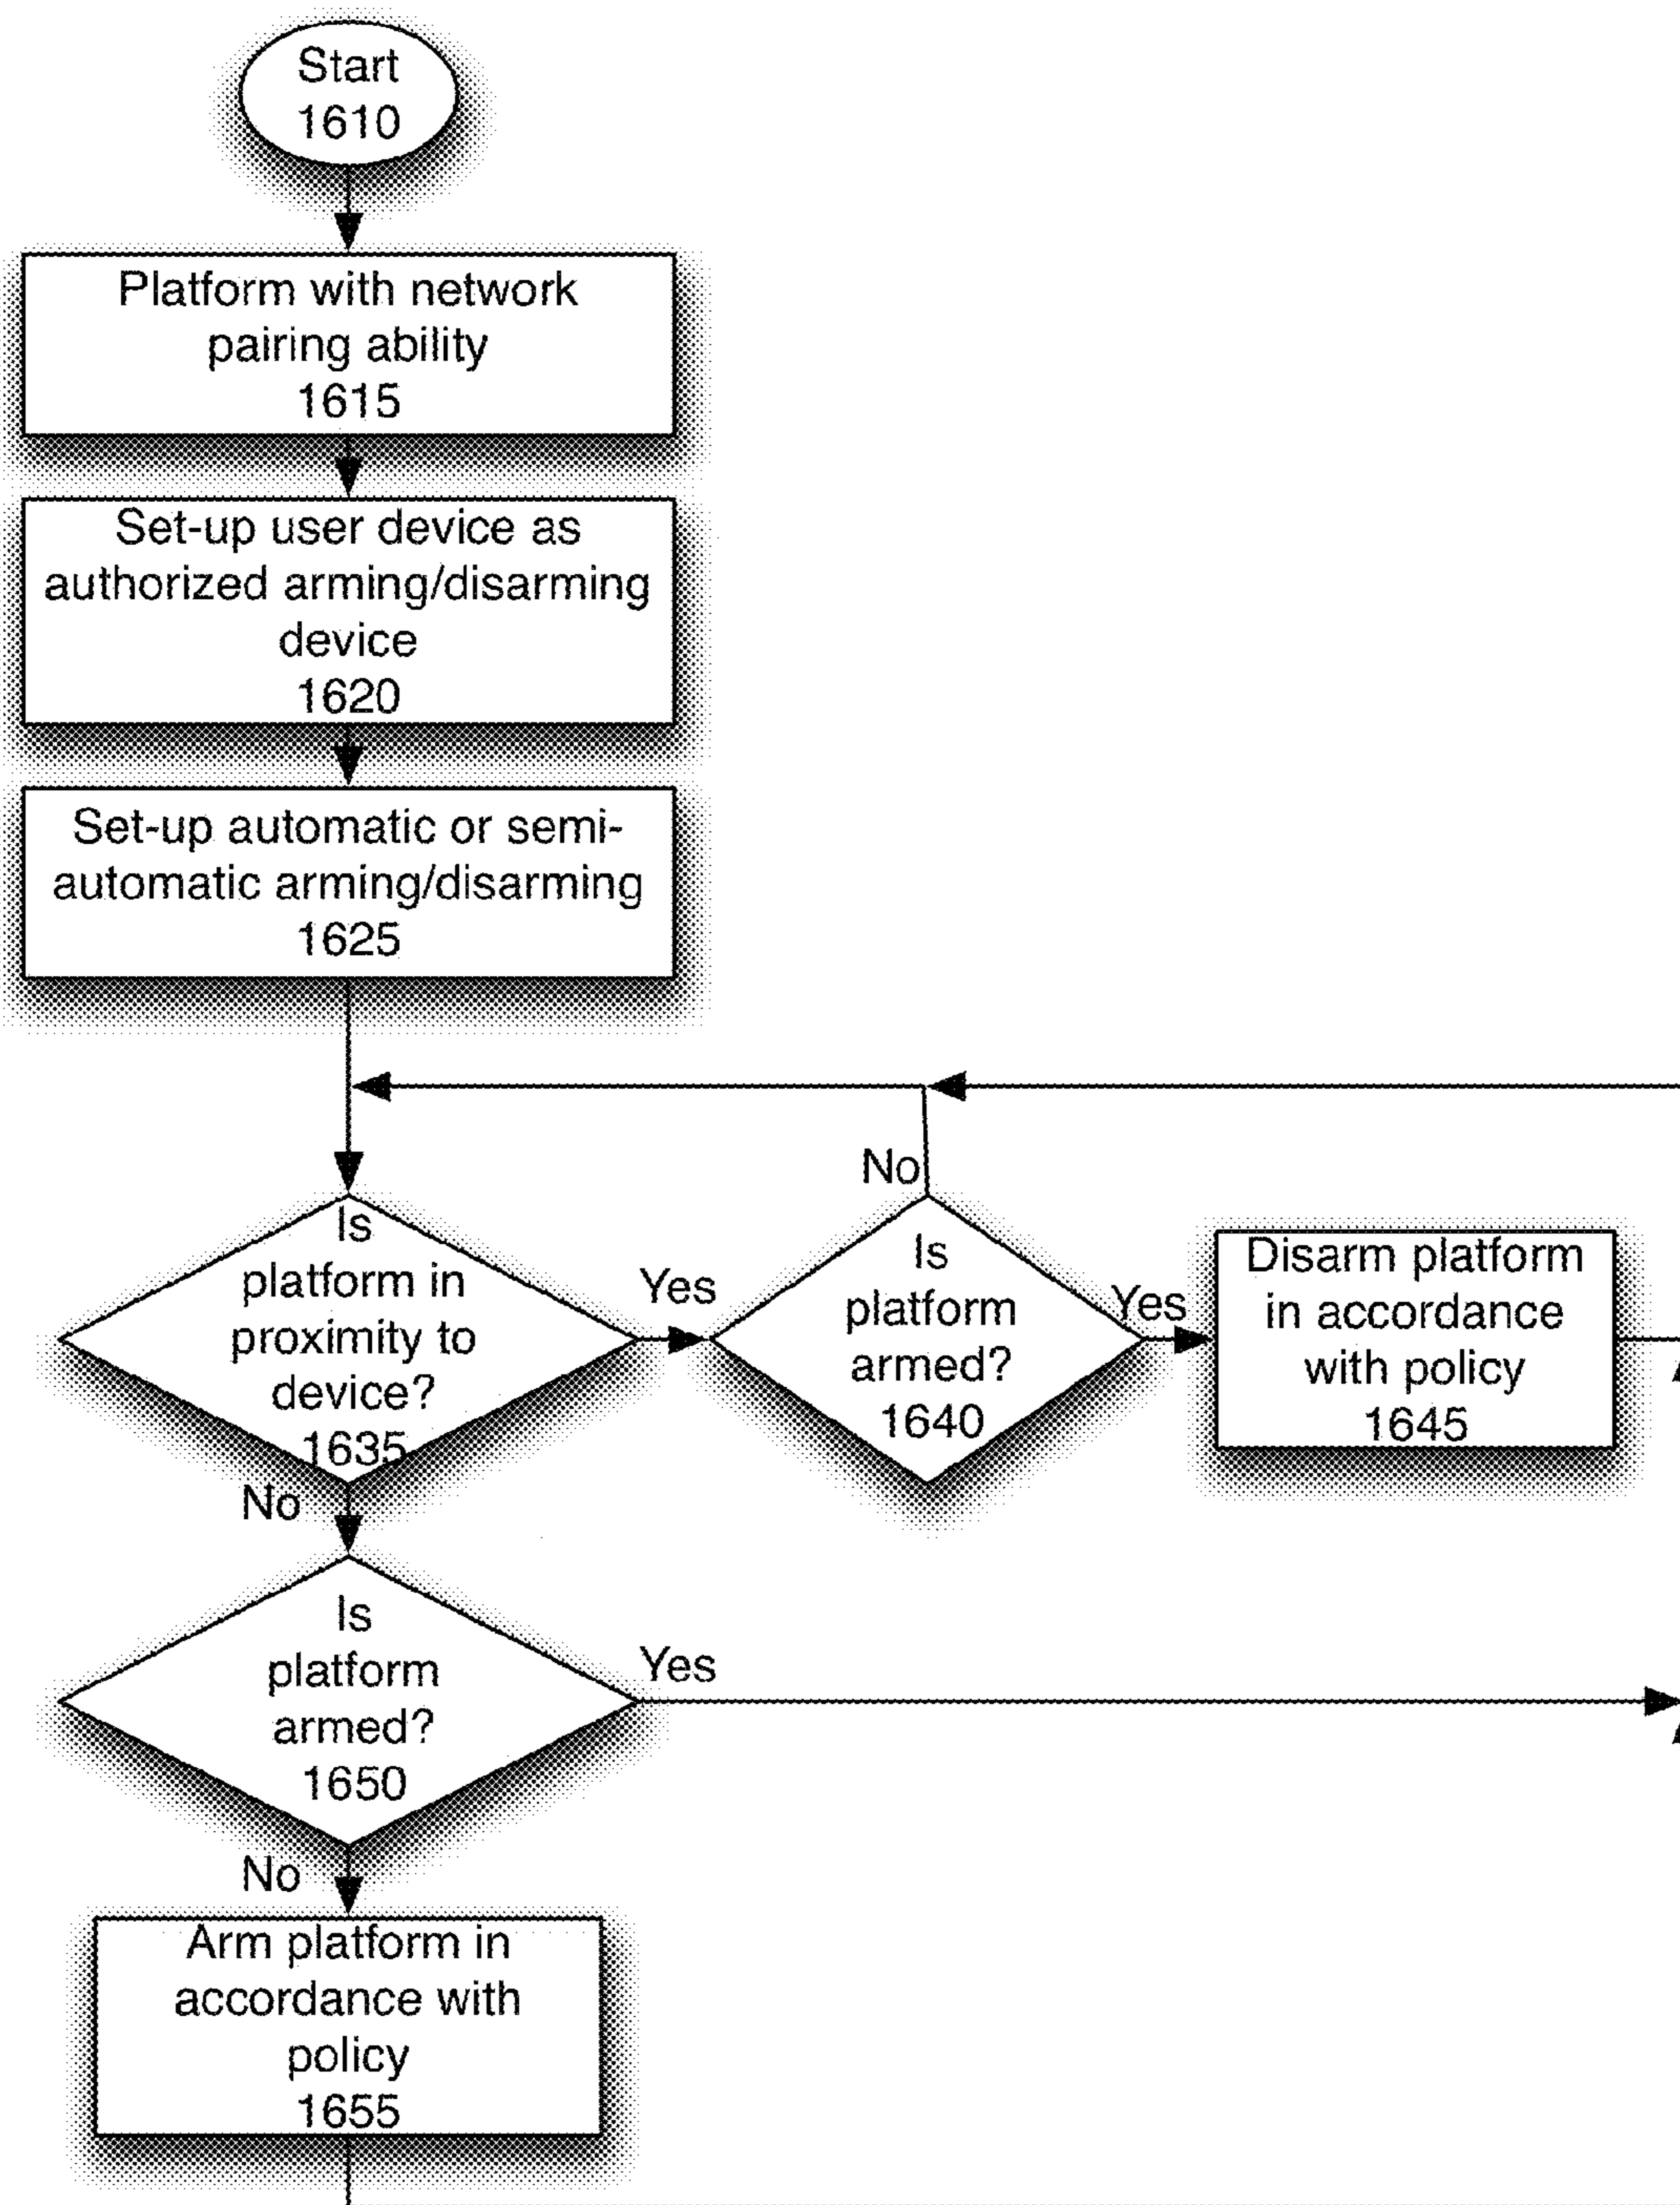 Start
1610
Platform with network
pairing ability
1615
Set-up user device as
authorized arming/disarming
device
1620
Set-up automatic or semi-
automatic arming/disarming
1625
Is
platform in
proximity to
device?
1635
Yes
No
Is
platform
armed?
1640
No
Yes
Disarm platform
in accordance
with policy
1645
Is
platform
armed?
1650
Yes
No
Arm platform in
accordance with
policy
1655